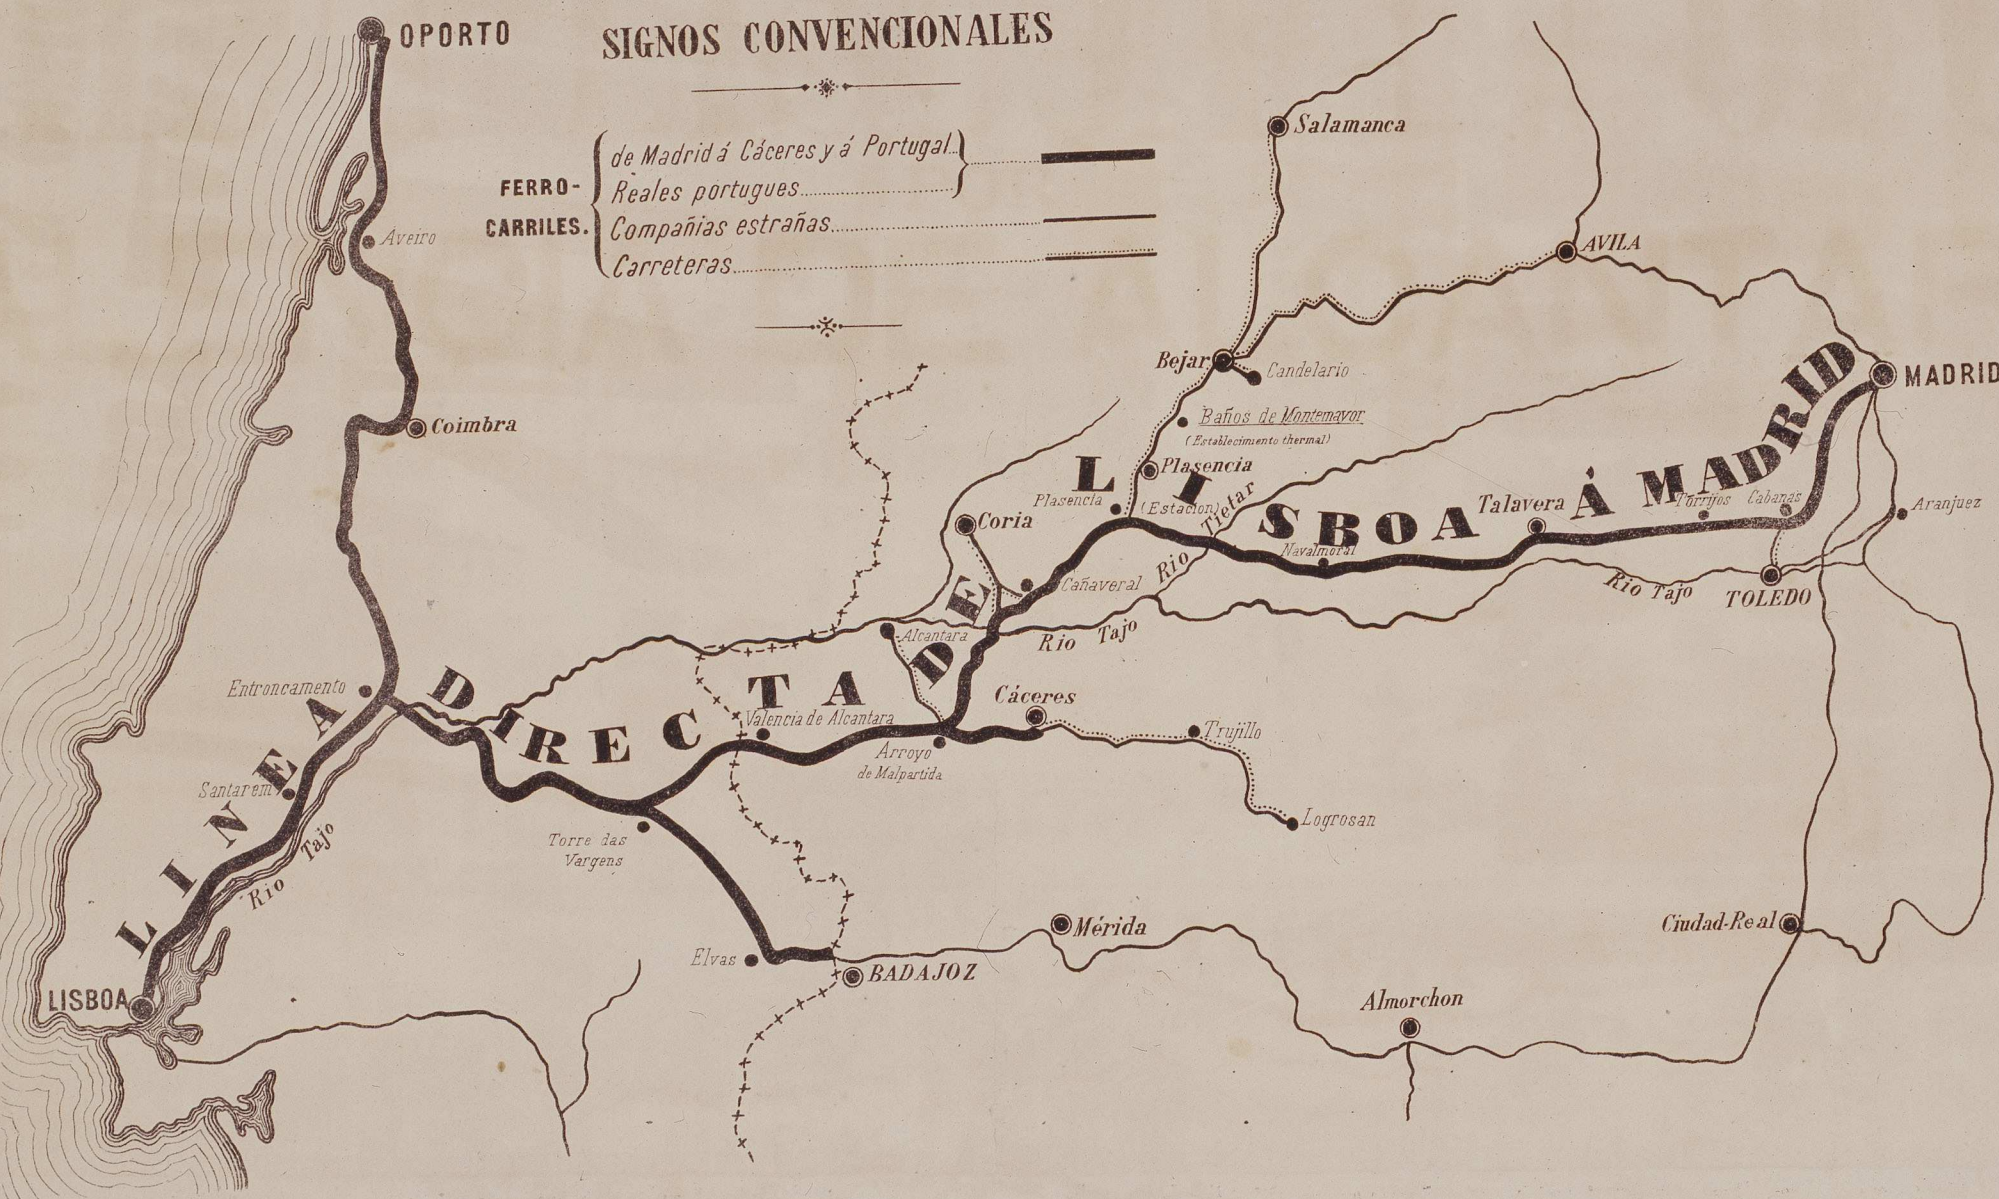 OPORTO
SIGNOS CONVENCIONALES
FERRO-
CARRILES.
de Madrid á Cáceres y á Portugal
Reales portugues
Compañias estrañas
Carreteras
Salamanca
Aveiro
AVILA
Bejar
Candelario
MADRID
Coimbra
Baños de Montemayor
(Establecimiento thermal)
Plasencia
Plasencia
(Estacion)
Coria
Talavera
Torrijos
Cabanas
Aranjuez
Navalmoral
Rio Tietar
Cañaveral
Rio Tajo
TOLEDO
Rio Tajo
Alcantara
Entroncamento
LINEA DIRECTA DE LISBOA Á MADRID
Cáceres
Valencia de Alcantara
Trujillo
Arroyo
de Malpartida
Santarem
Rio Tajo
Logrosan
Torre das
Vargens
Mérida
Ciudad-Real
Elvas
BADAJOZ
LISBOA
Almorchon